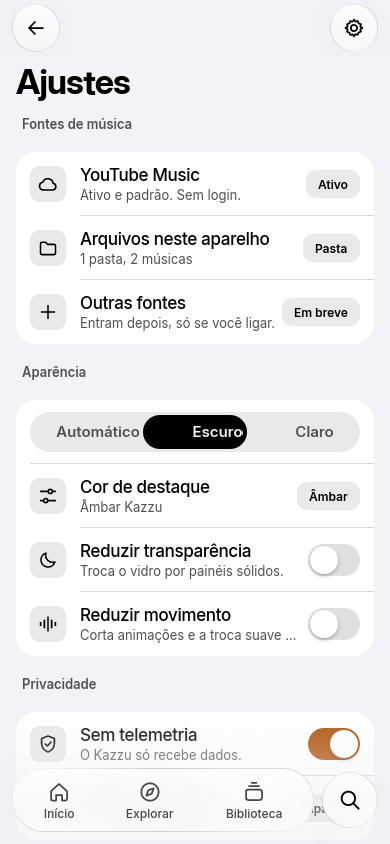 Ajustes
Fontes de música
YouTube Music
Ativo e padrão. Sem login.
Ativo
Arquivos neste aparelho
1 pasta, 2 músicas
Pasta
Outras fontes
Entram depois, só se você ligar.
Em breve
Aparência
Automático
Escuro
Claro
Cor de destaque
Âmbar Kazzu
Âmbar
Reduzir transparência
Troca o vidro por painéis sólidos.
Reduzir movimento
Corta animações e a troca suave ...
Privacidade
Sem telemetria
O Kazzu só recebe dados.
Início
Explorar
Biblioteca